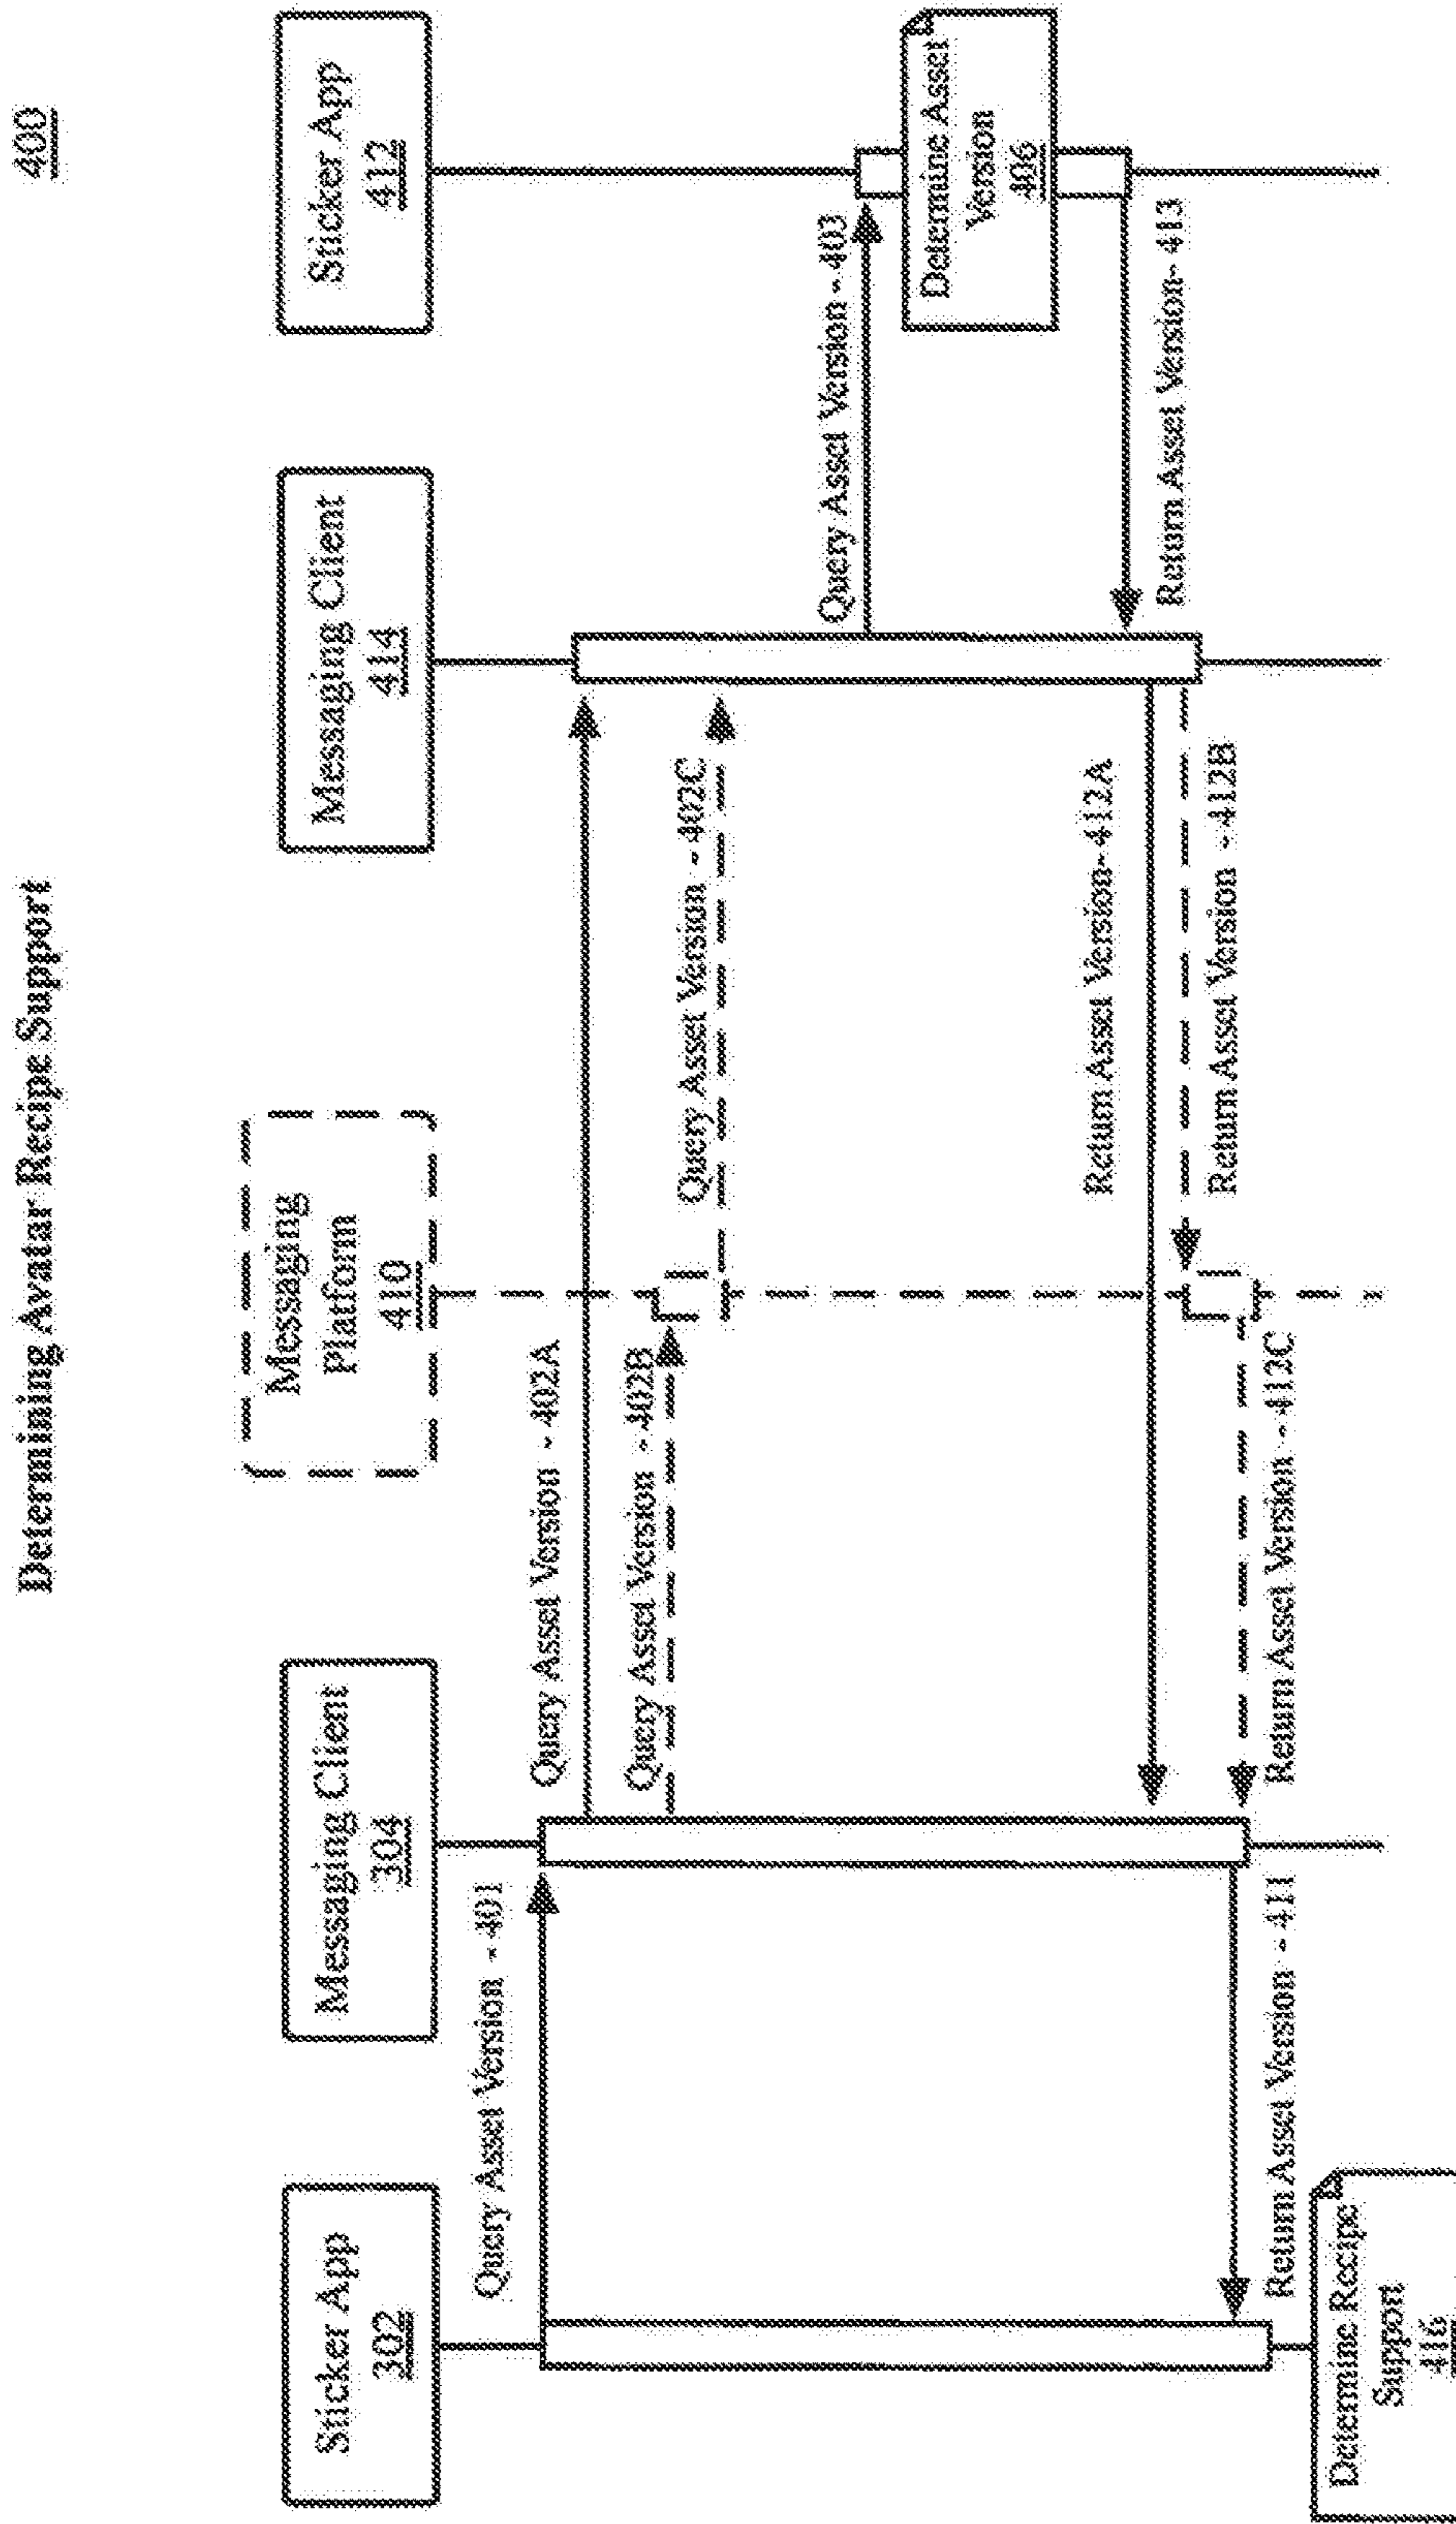 Determining Avatar Recipe Support
400
Sticker App
302
Messaging Client
304
Messaging
Platform
410
Messaging Client
414
Sticker App
412
Query Asset Version - 401
Query Asset Version - 402A
Query Asset Version - 402B
Query Asset Version - 402C
Query Asset Version - 403
Determine Asset
Version
406
Return Asset Version- 413
Return Asset Version- 412A
Return Asset Version - 412B
Return Asset Version - 412C
Return Asset Version - 411
Determine Recipe
Support
416